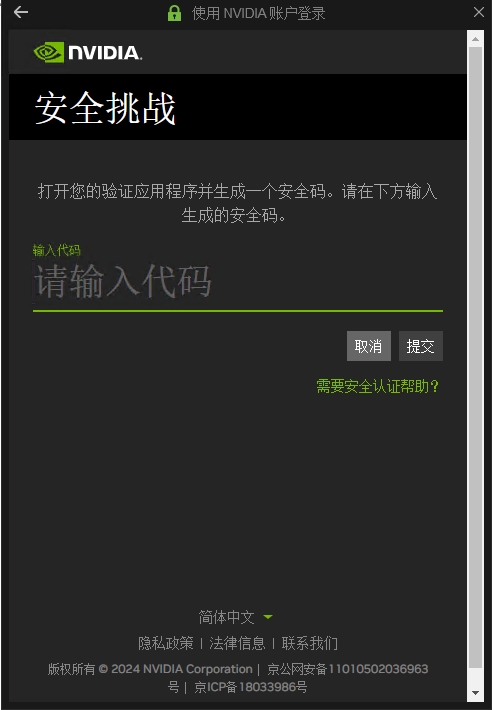 使用 NVIDIA 账户登录
NVIDIA.
安全挑战
打开您的验证应用程序并生成一个安全码。请在下方输入
生成的安全码。
输入代码
请输入代码
取消 提交
需要安全认证帮助？
简体中文
隐私政策 | 法律信息 | 联系我们
版权所有 © 2024 NVIDIA Corporation | 京公网安备11010502036963
号 | 京ICP备18033986号